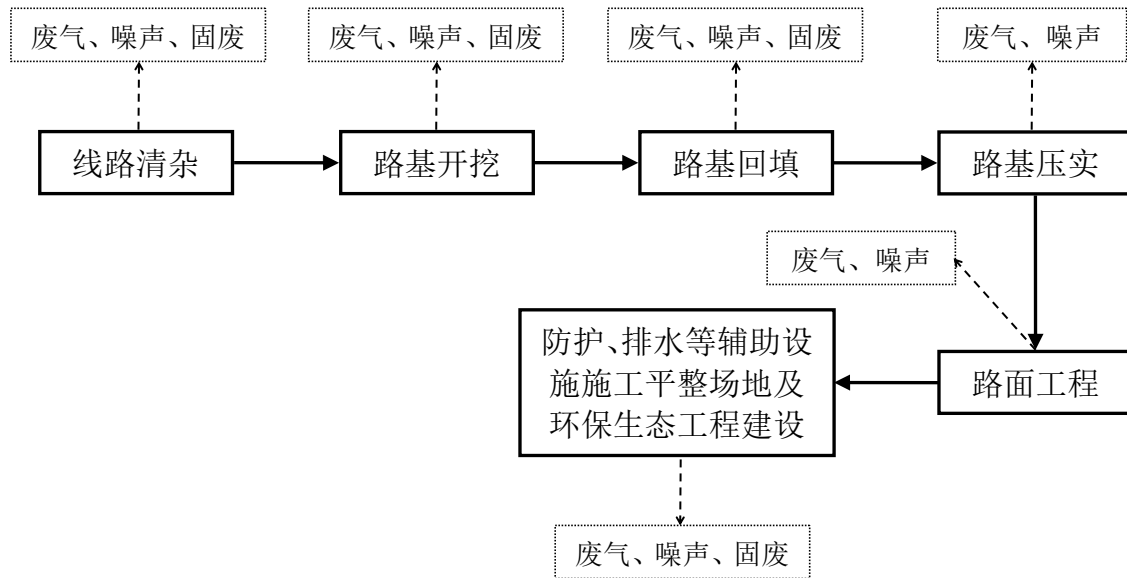 废气、噪声、固废
废气、噪声、固废
废气、噪声、固废
废气、噪声
线路清杂
路基开挖
路基回填
路基压实
废气、噪声
防护、排水等辅助设
施施工平整场地及
环保生态工程建设
路面工程
废气、噪声、固废